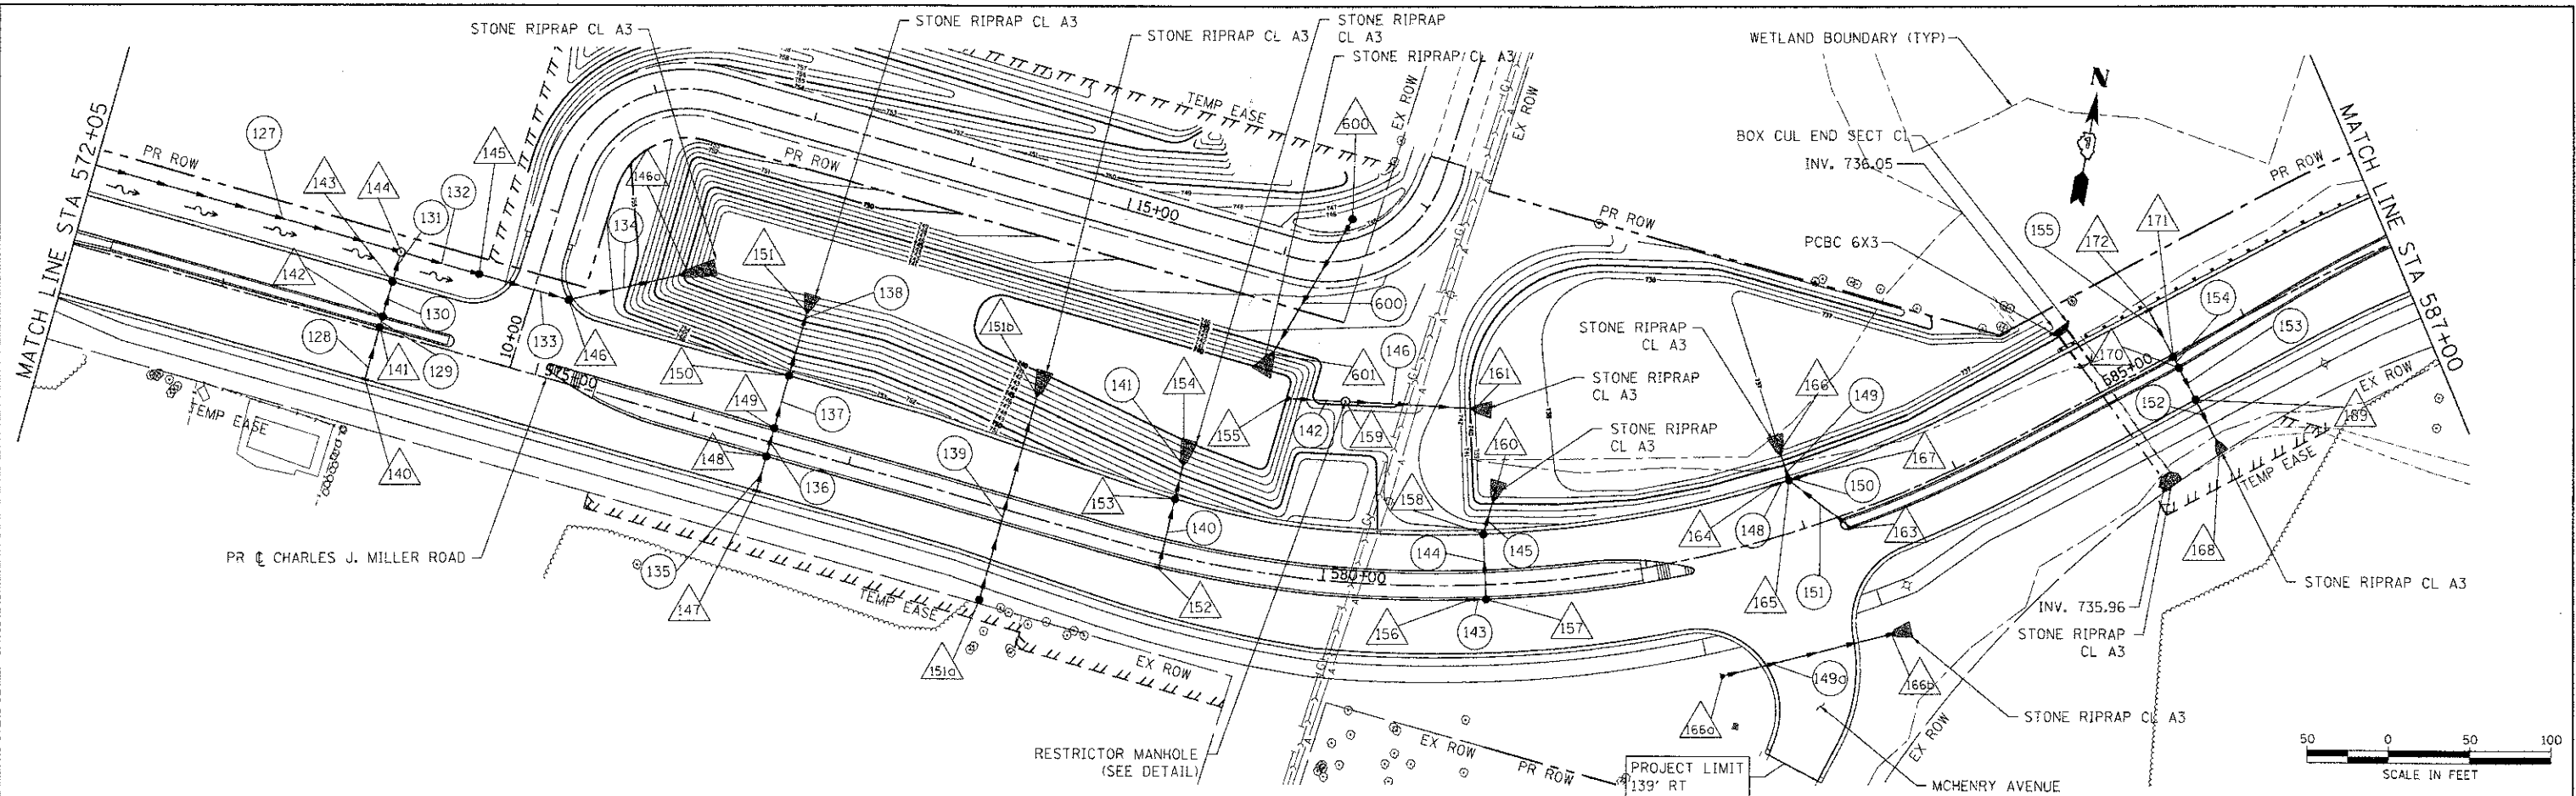 STONE RIPRAP CL A3
STONE RIPRAP CL A3
STONE RIPRAP CL A3
STONE RIPRAP
CL A3
STONE RIPRAP CL A3
WETLAND BOUNDARY (TYP)
N
MATCH LINE STA 572+05
PR ROW
127
143
144
131
132
145
TEMP EASE
600
EX ROW
EX ROW
BOX CUL END SECT CL
INV. 736.05
PCBC 6X3
155
172
171
PR ROW
MATCH LINE STA 587+00
142
130
128
141
129
10+00
133
146
134
146a
PR ROW
151
138
115+00
600
PR ROW
STONE RIPRAP
CL A3
166
149
170
685+00
154
153
152
189
EX ROW
TEMP EASE
140
575+00
150
149
137
151b
141
154
601
146
161
STONE RIPRAP
CL A3
148
136
139
155
142
159
160
STONE RIPRAP
CL A3
167
150
153
158
164
148
163
168
TEMP EASE
PR ℄ CHARLES J. MILLER ROAD
135
147
140
144
145
165
151
STONE RIPRAP CL A3
TEMP EASE
152
580+00
156
143
157
INV. 735.96
STONE RIPRAP
CL A3
151a
EX ROW
149a
166b
166a
STONE RIPRAP CL A3
RESTRICTOR MANHOLE
(SEE DETAIL)
EX ROW
PR ROW
PROJECT LIMIT
139' RT
MCHENRY AVENUE
EX ROW
50 0 50 100
SCALE IN FEET